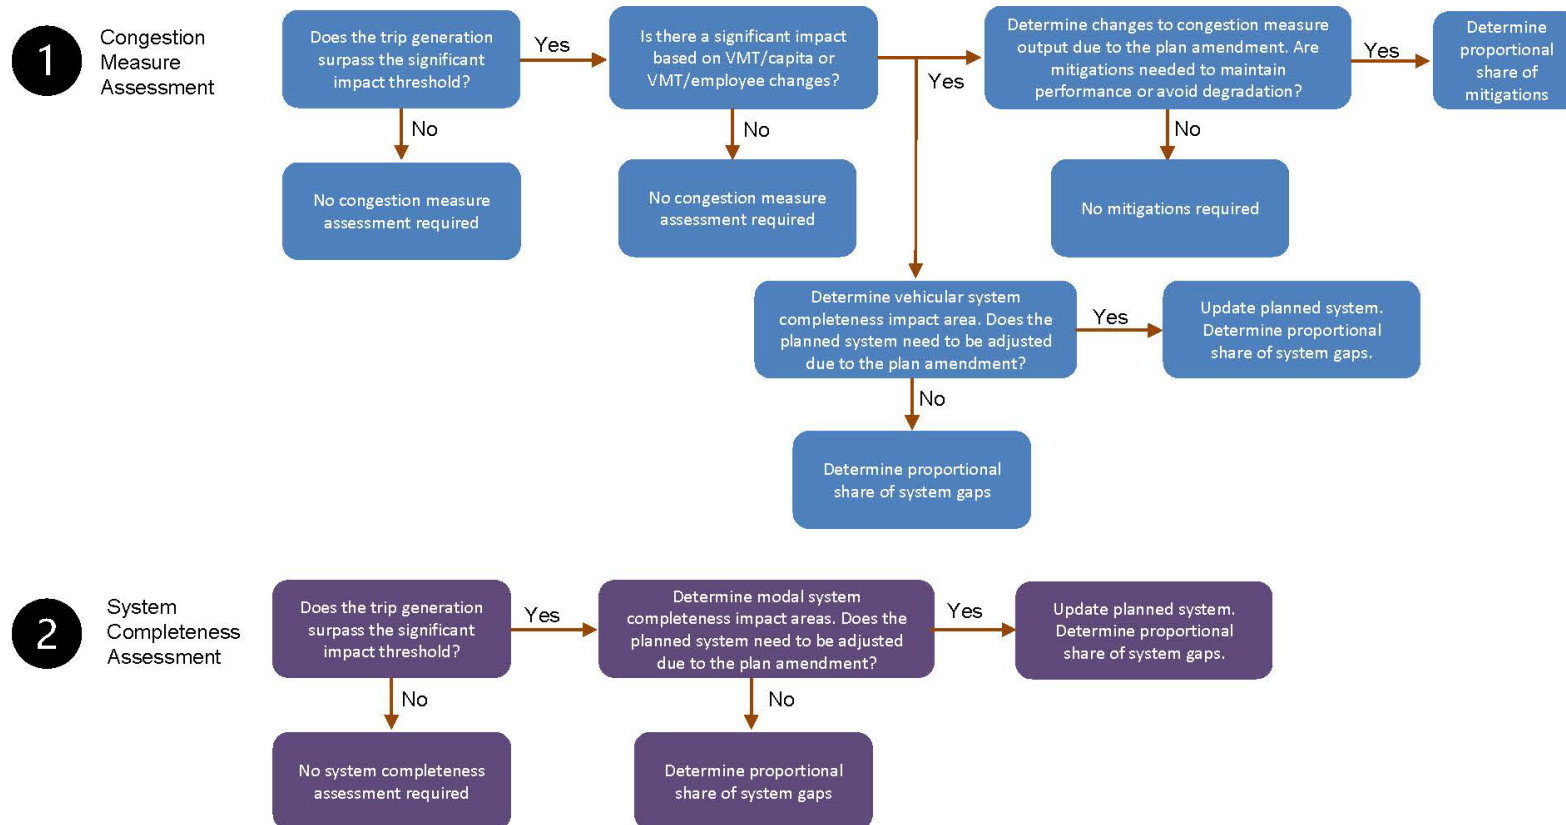 1
Congestion
Measure
Assessment
Does the trip generation
surpass the significant
impact threshold?
Yes
Is there a significant impact
based on VMT/capita or
VMT/employee changes?
Yes
Determine changes to congestion measure
output due to the plan amendment. Are
mitigations needed to maintain
performance or avoid degradation?
Yes
Determine
proportional
share of
mitigations
No
No
No
No congestion measure
assessment required
No congestion measure
assessment required
No mitigations required
Determine vehicular system
completeness impact area. Does the
planned system need to be adjusted
due to the plan amendment?
Yes
Update planned system.
Determine proportional
share of system gaps.
No
Determine proportional
share of system gaps
2
System
Completeness
Assessment
Does the trip generation
surpass the significant
impact threshold?
Yes
Determine modal system
completeness impact areas. Does the
planned system need to be adjusted
due to the plan amendment?
Yes
Update planned system.
Determine proportional
share of system gaps.
No
No
No system completeness
assessment required
Determine proportional
share of system gaps